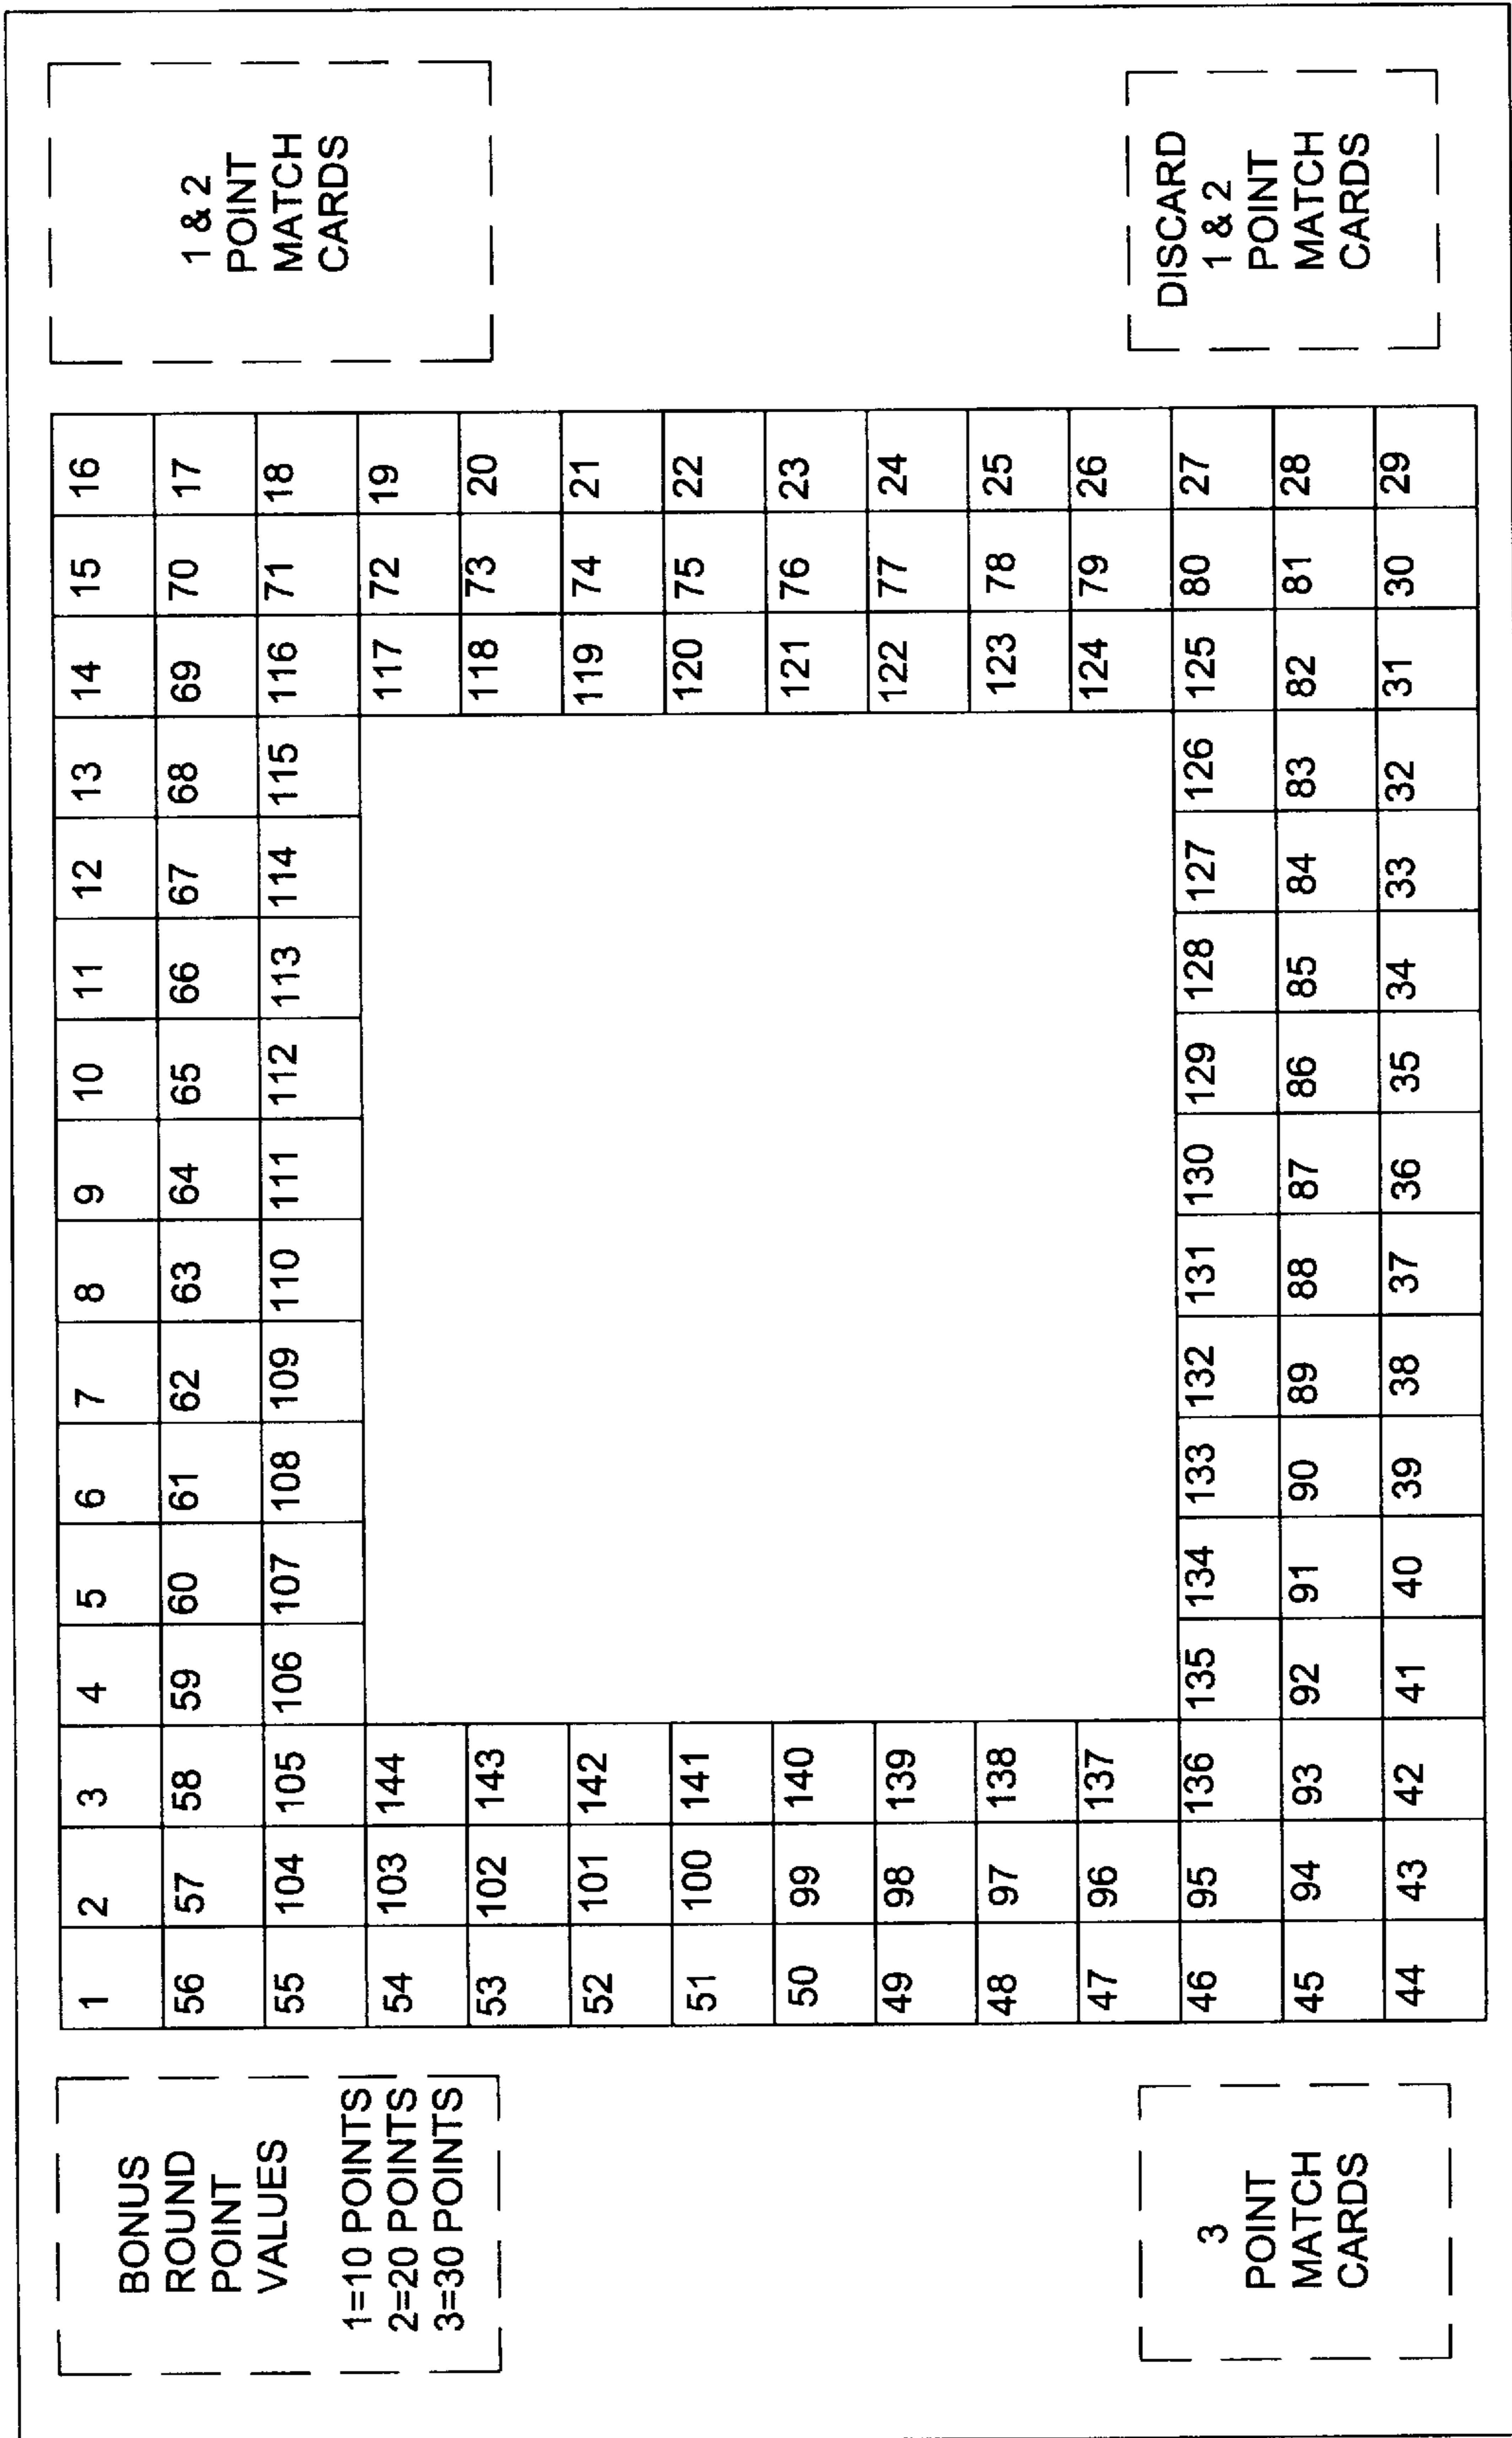 BONUS
ROUND
POINT
VALUES
1=10 POINTS
2=20 POINTS
3=30 POINTS
1 2 3 4 5 6 7 8 9 10 11 12 13 14 15 16
56 57 58 59 60 61 62 63 64 65 66 67 68 69 70 17
55 104 105 106 107 108 109 110 111 112 113 114 115 116 71 18
54 103 144 117 72 19
53 102 143 118 73 20
52 101 142 119 74 21
51 100 141 120 75 22
50 99 140 121 76 23
49 98 139 122 77 24
48 97 138 123 78 25
47 96 137 124 79 26
46 95 136 135 134 133 132 131 130 129 128 127 126 125 80 27
45 94 93 92 91 90 89 88 87 86 85 84 83 82 81 28
44 43 42 41 40 39 38 37 36 35 34 33 32 31 30 29
1 & 2
POINT
MATCH
CARDS
3
POINT
MATCH
CARDS
DISCARD
1 & 2
POINT
MATCH
CARDS